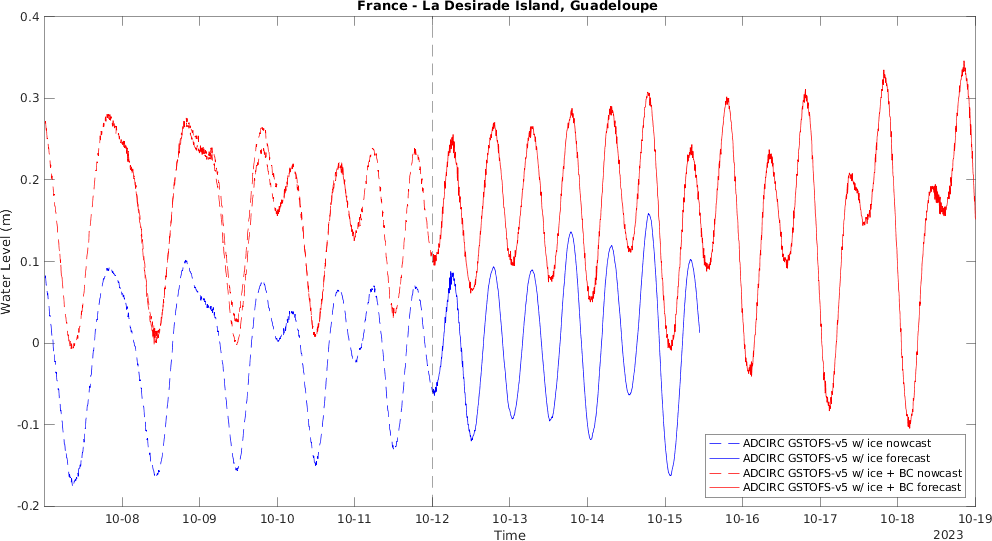 France - La Desirade Island, Guadeloupe
0.4
0.3
0.2
0.1
0
-0.1
-0.2
Water Level (m)
10-08 10-09 10-10 10-11 10-12 10-13 10-14 10-15 10-16 10-17 10-18 10-19
Time
2023
ADCIRC GSTOFS-v5 w/ ice nowcast
ADCIRC GSTOFS-v5 w/ ice forecast
ADCIRC GSTOFS-v5 w/ ice + BC nowcast
ADCIRC GSTOFS-v5 w/ ice + BC forecast